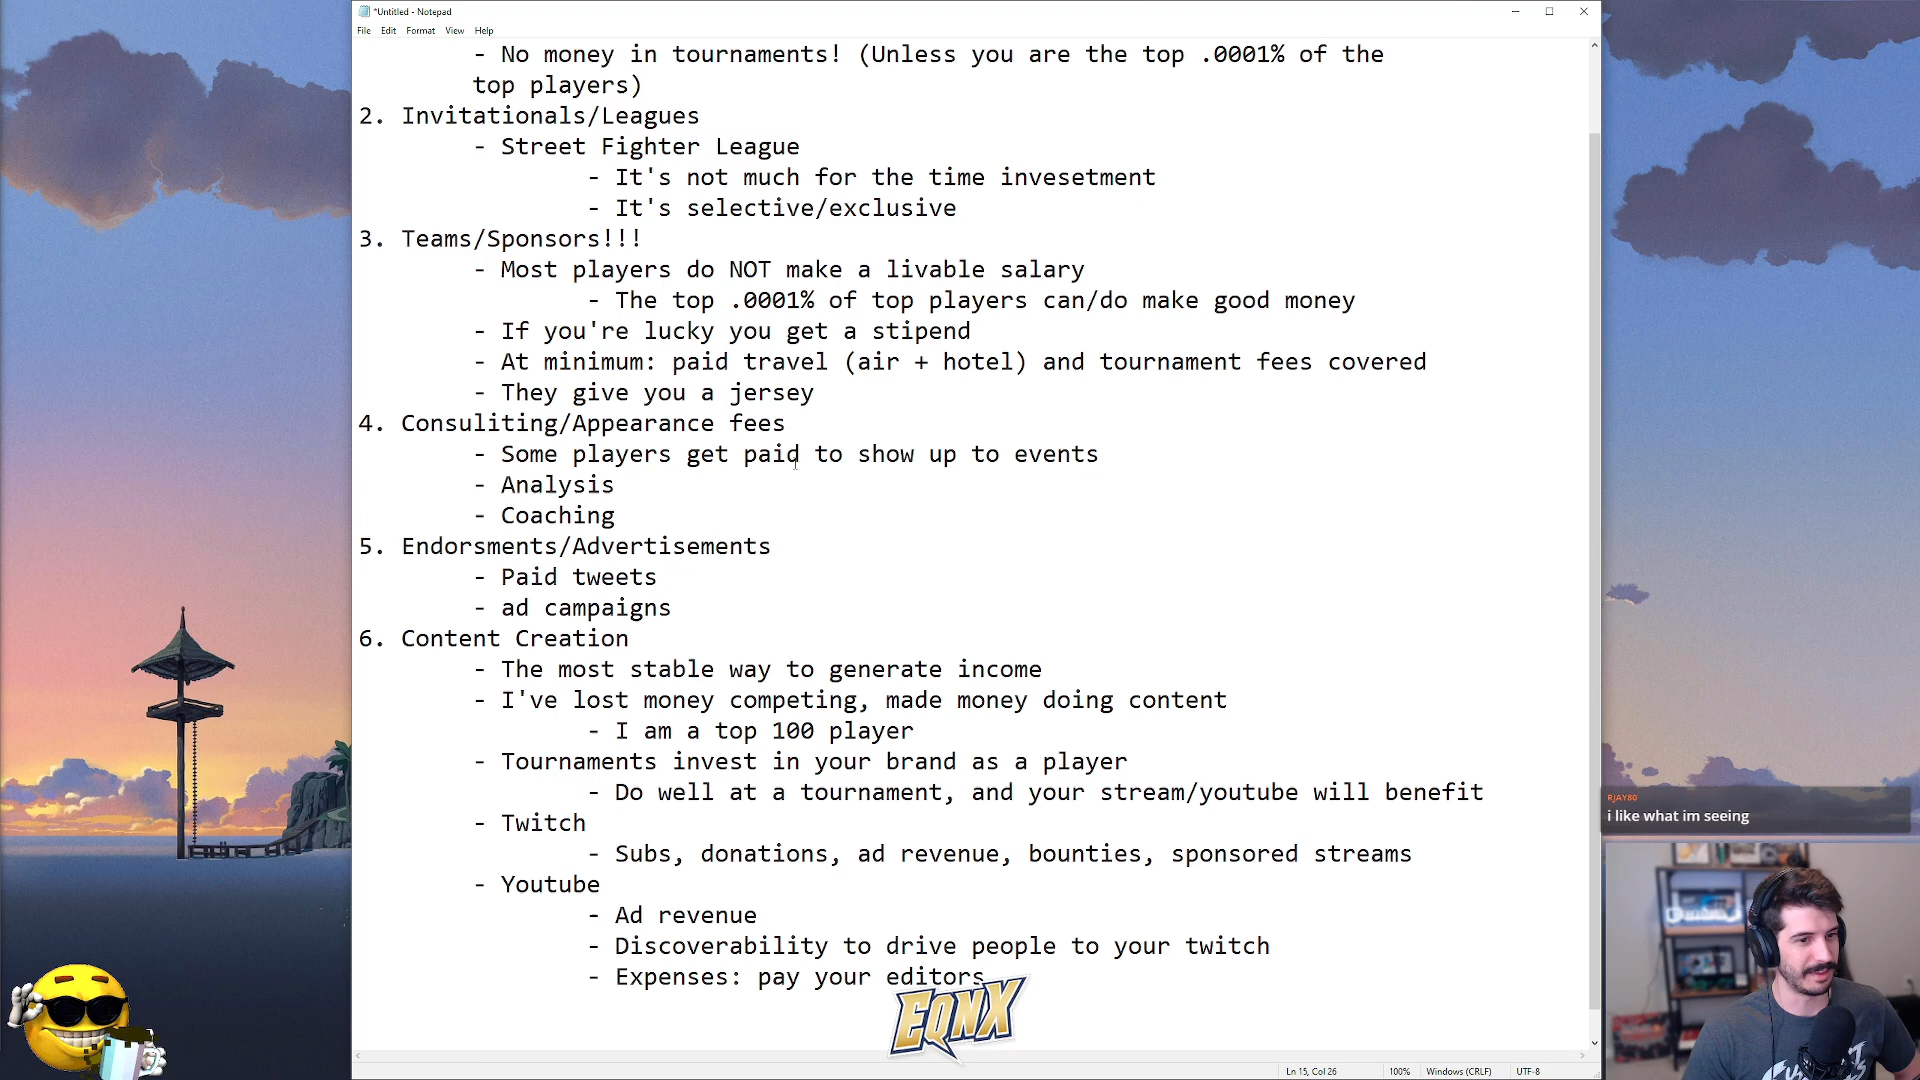 *Untitled - Notepad
File Edit Format View Help
- No money in tournaments! (Unless you are the top .0001% of the
top players)
2. Invitationals/Leagues
- Street Fighter League
- It's not much for the time invesetment
- It's selective/exclusive
3. Teams/Sponsors!!!
- Most players do NOT make a livable salary
- The top .0001% of top players can/do make good money
- If you're lucky you get a stipend
- At minimum: paid travel (air + hotel) and tournament fees covered
- They give you a jersey
4. Consuliting/Appearance fees
- Some players get paid to show up to events
- Analysis
- Coaching
5. Endorsments/Advertisements
- Paid tweets
- ad campaigns
6. Content Creation
- The most stable way to generate income
- I've lost money competing, made money doing content
- I am a top 100 player
- Tournaments invest in your brand as a player
- Do well at a tournament, and your stream/youtube will benefit
- Twitch
- Subs, donations, ad revenue, bounties, sponsored streams
- Youtube
- Ad revenue
- Discoverability to drive people to your twitch
- Expenses: pay your editors
EQNX
RJAY80
i like what im seeing
Ln 15, Col 26 100% Windows (CRLF) UTF-8